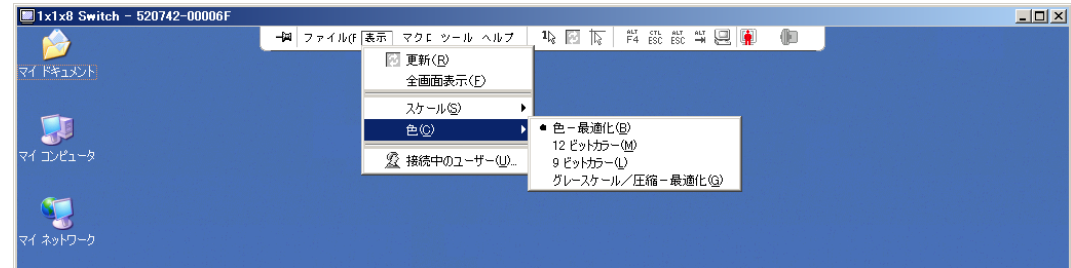 1x1x8 Switch - 520742-00006F
ファイル(F 表示 マクロ ツール ヘルプ
ALT F4 CTL ESC ALT ESC ALT
マイ ドキュメント
更新(R)
全画面表示(F)
スケール(S)
色(C)
接続中のユーザー(U)...
色－最適化(B)
12 ビットカラー(M)
9 ビットカラー(L)
グレースケール／圧縮－最適化(G)
マイ コンピュータ
マイ ネットワーク